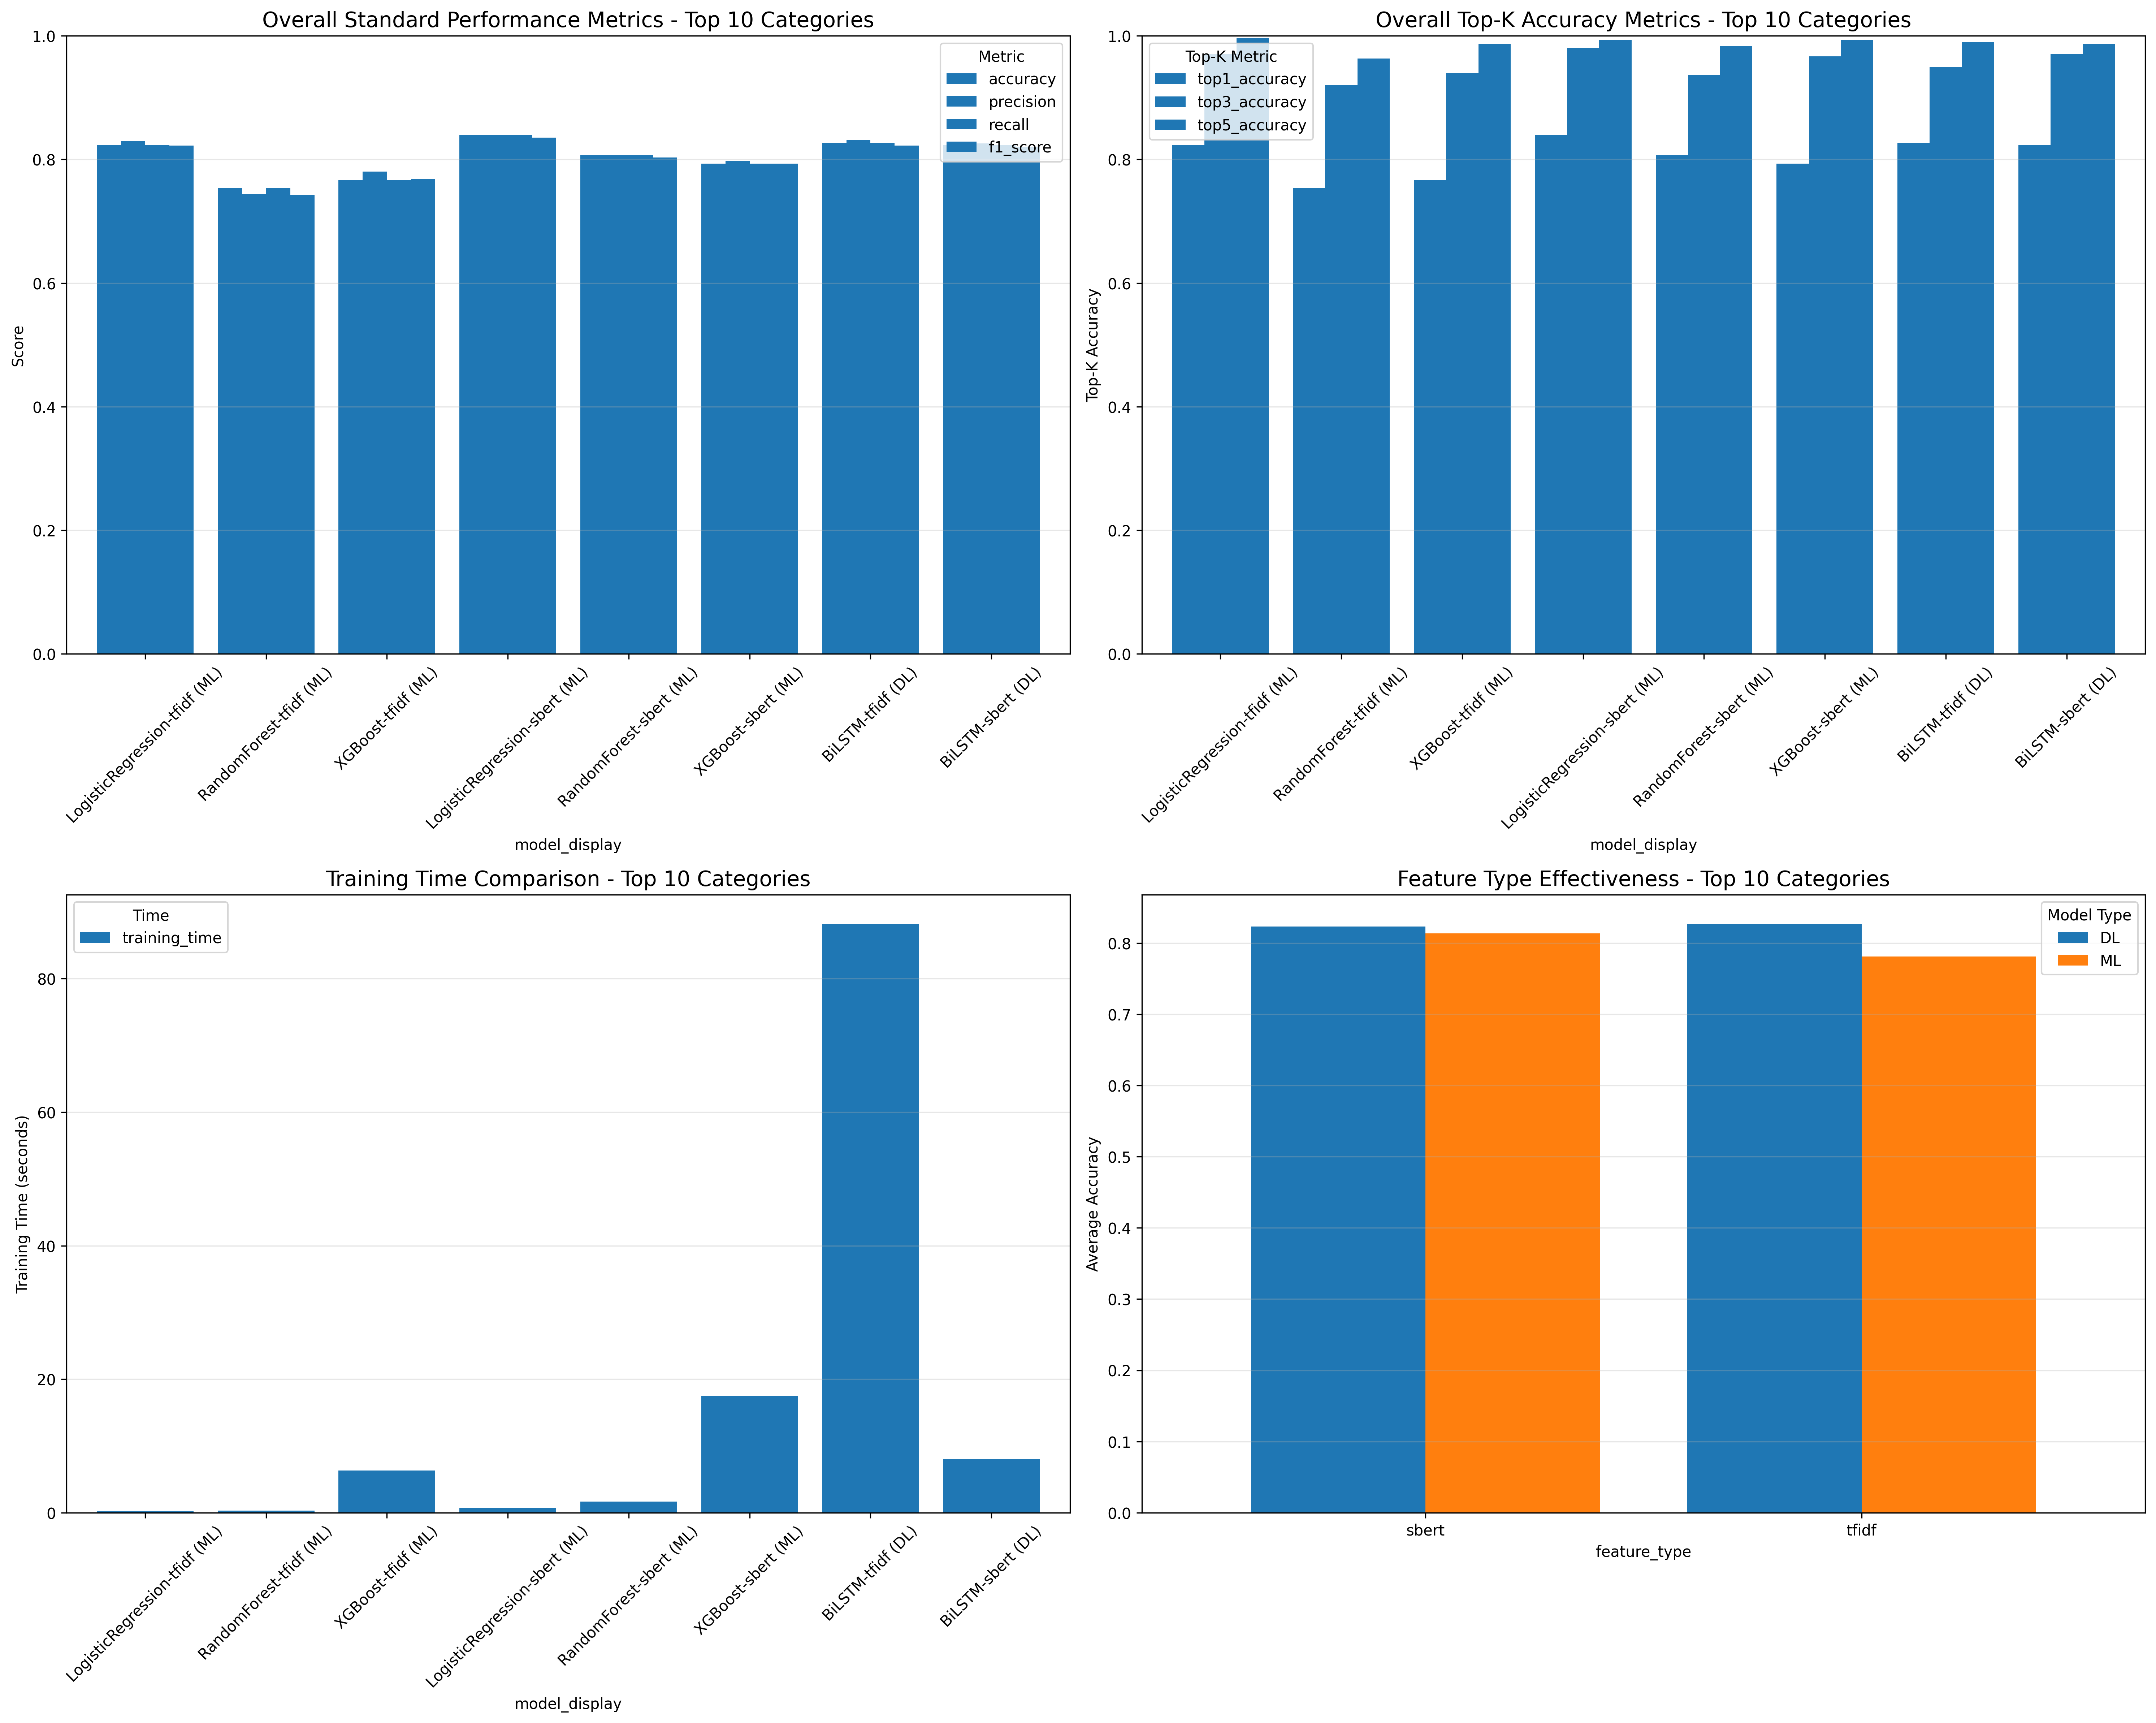 Overall Standard Performance Metrics - Top 10 Categories
Score
1.0
0.8
0.6
0.4
0.2
0.0
Metric
accuracy
precision
recall
f1_score
LogisticRegression-tfidf (ML)
RandomForest-tfidf (ML)
XGBoost-tfidf (ML)
LogisticRegression-sbert (ML)
RandomForest-sbert (ML)
XGBoost-sbert (ML)
BiLSTM-tfidf (DL)
BiLSTM-sbert (DL)
model_display
Overall Top-K Accuracy Metrics - Top 10 Categories
Top-K Accuracy
1.0
0.8
0.6
0.4
0.2
0.0
Top-K Metric
top1_accuracy
top3_accuracy
top5_accuracy
LogisticRegression-tfidf (ML)
RandomForest-tfidf (ML)
XGBoost-tfidf (ML)
LogisticRegression-sbert (ML)
RandomForest-sbert (ML)
XGBoost-sbert (ML)
BiLSTM-tfidf (DL)
BiLSTM-sbert (DL)
model_display
Training Time Comparison - Top 10 Categories
Training Time (seconds)
80
60
40
20
0
Time
training_time
LogisticRegression-tfidf (ML)
RandomForest-tfidf (ML)
XGBoost-tfidf (ML)
LogisticRegression-sbert (ML)
RandomForest-sbert (ML)
XGBoost-sbert (ML)
BiLSTM-tfidf (DL)
BiLSTM-sbert (DL)
model_display
Feature Type Effectiveness - Top 10 Categories
Average Accuracy
0.8
0.7
0.6
0.5
0.4
0.3
0.2
0.1
0.0
Model Type
DL
ML
sbert
tfidf
feature_type